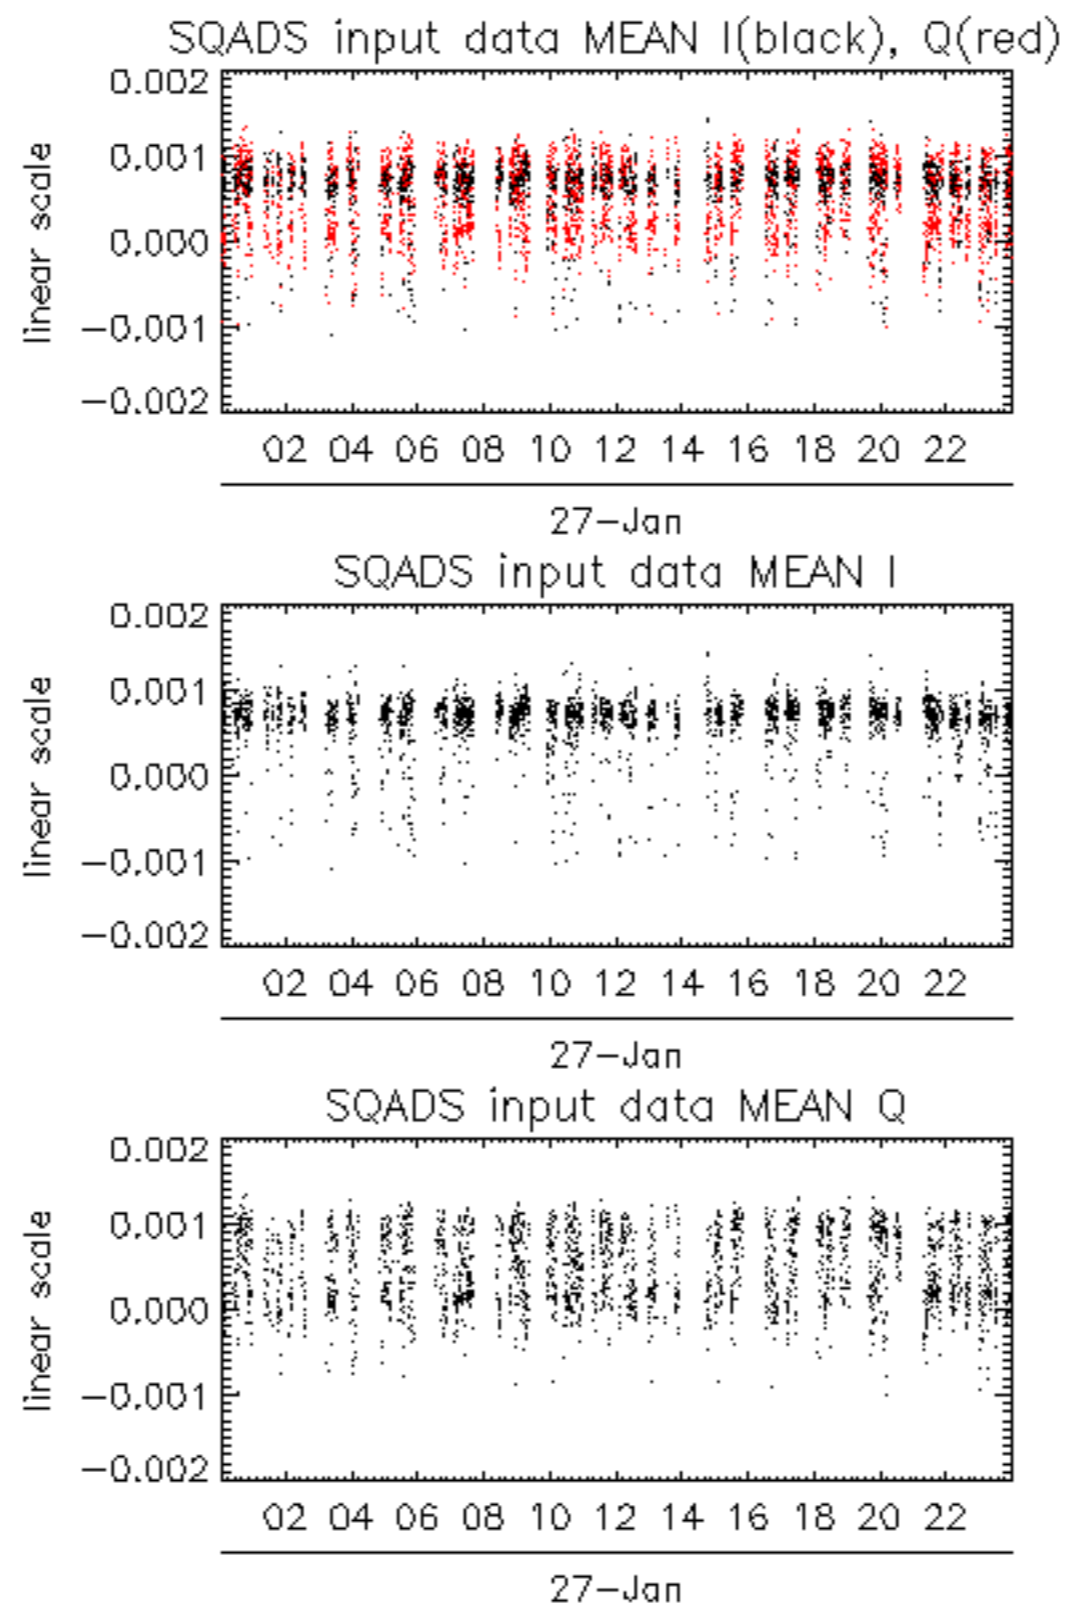 SQADS input data MEAN I(black), Q(red)
0.002
0.001
0.000
−0.001
−0.002
linear scale
02 04 06 08 10 12 14 16 18 20 22
27−Jan
SQADS input data MEAN I
0.002
0.001
0.000
−0.001
−0.002
linear scale
02 04 06 08 10 12 14 16 18 20 22
27−Jan
SQADS input data MEAN Q
0.002
0.001
0.000
−0.001
−0.002
linear scale
02 04 06 08 10 12 14 16 18 20 22
27−Jan